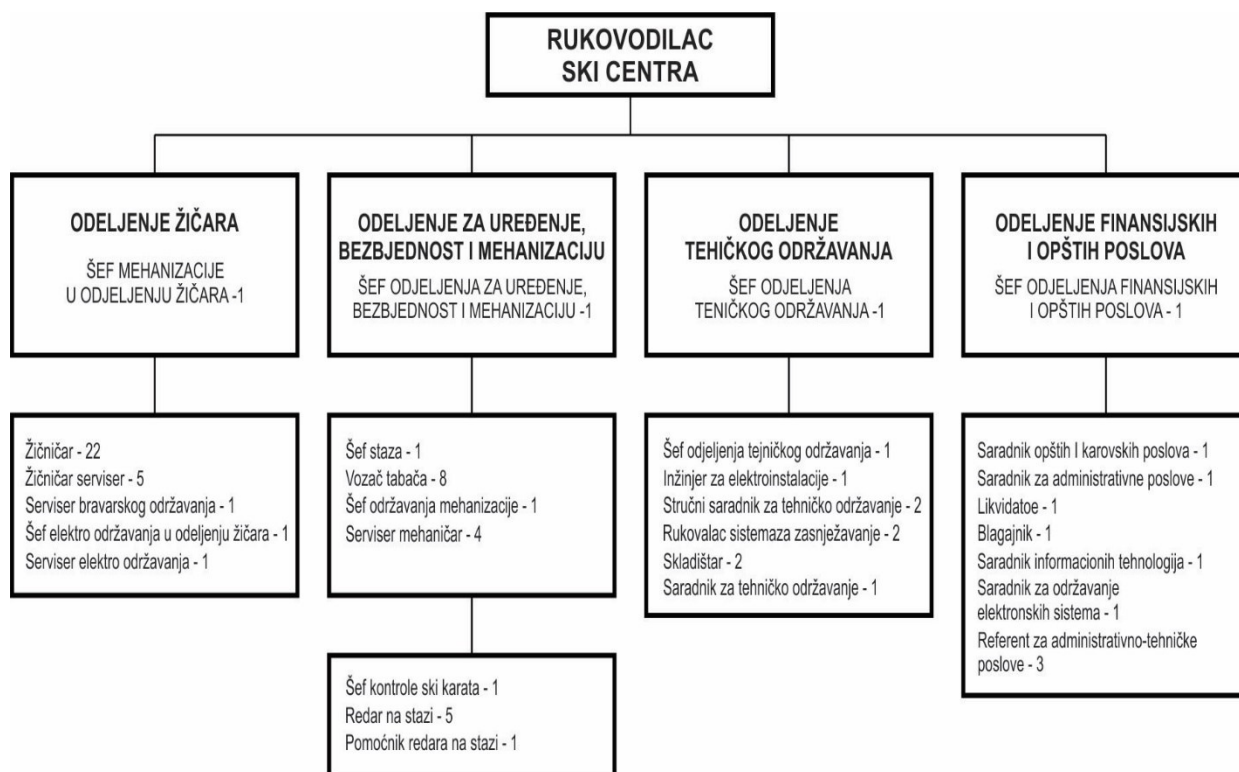 RUKOVODILAC
SKI CENTRA
ODELJENJE ŽIČARA
ŠEF MEHANIZACIJE
U ODJELJENJU ŽIČARA -1
ODELJENJE ZA UREĐENJE,
BEZBJEDNOST I MEHANIZACIJU
ŠEF ODJELJENJA ZA UREĐENJE,
BEZBJEDNOST I MEHANIZACIJU -1
ODELJENJE
TEHIČKOG ODRŽAVANJA
ŠEF ODJELJENJA
TENIČKOG ODRŽAVANJA -1
ODELJENJE FINANSIJSKIH
I OPŠTIH POSLOVA
ŠEF ODJELJENJA FINANSIJSKIH
I OPŠTIH POSLOVA - 1
Žičničar - 22
Žičničar serviser - 5
Serviser bravarskog održavanja - 1
Šef elektro održavanja u odeljenju žičara - 1
Serviser elektro održavanja - 1
Šef staza - 1
Vozač tabača - 8
Šef održavanja mehanizacije - 1
Serviser mehaničar - 4
Šef kontrole ski karata - 1
Redar na stazi - 5
Pomoćnik redara na stazi - 1
Šef odjeljenja tejničkog održavanja - 1
Inžinjer za elektroinstalacije - 1
Stručni saradnik za tehničko održavanje - 2
Rukovalac sistemaza zasnježavanje - 2
Skladištar - 2
Saradnik za tehničko održavanje - 1
Saradnik opštih I karovskih poslova - 1
Saradnik za administrativne poslove - 1
Likvidatoe - 1
Blagajnik - 1
Saradnik informacionih tehnologija - 1
Saradnik za održavanje
elektronskih sistema - 1
Referent za administrativno-tehničke
poslove - 3